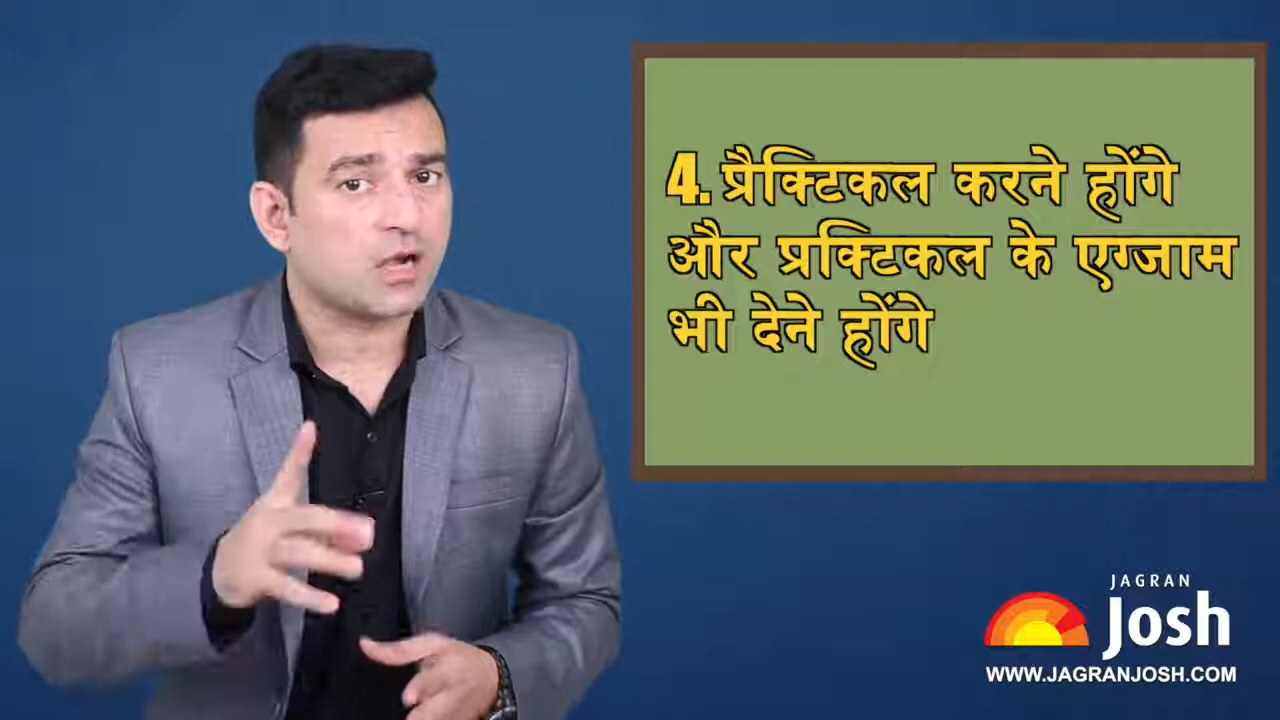 4. प्रैक्टिकल करने होंगे
और प्रक्टिकल के एग्जाम
भी देने होंगे
JAGRAN
Josh
WWW.JAGRANJOSH.COM